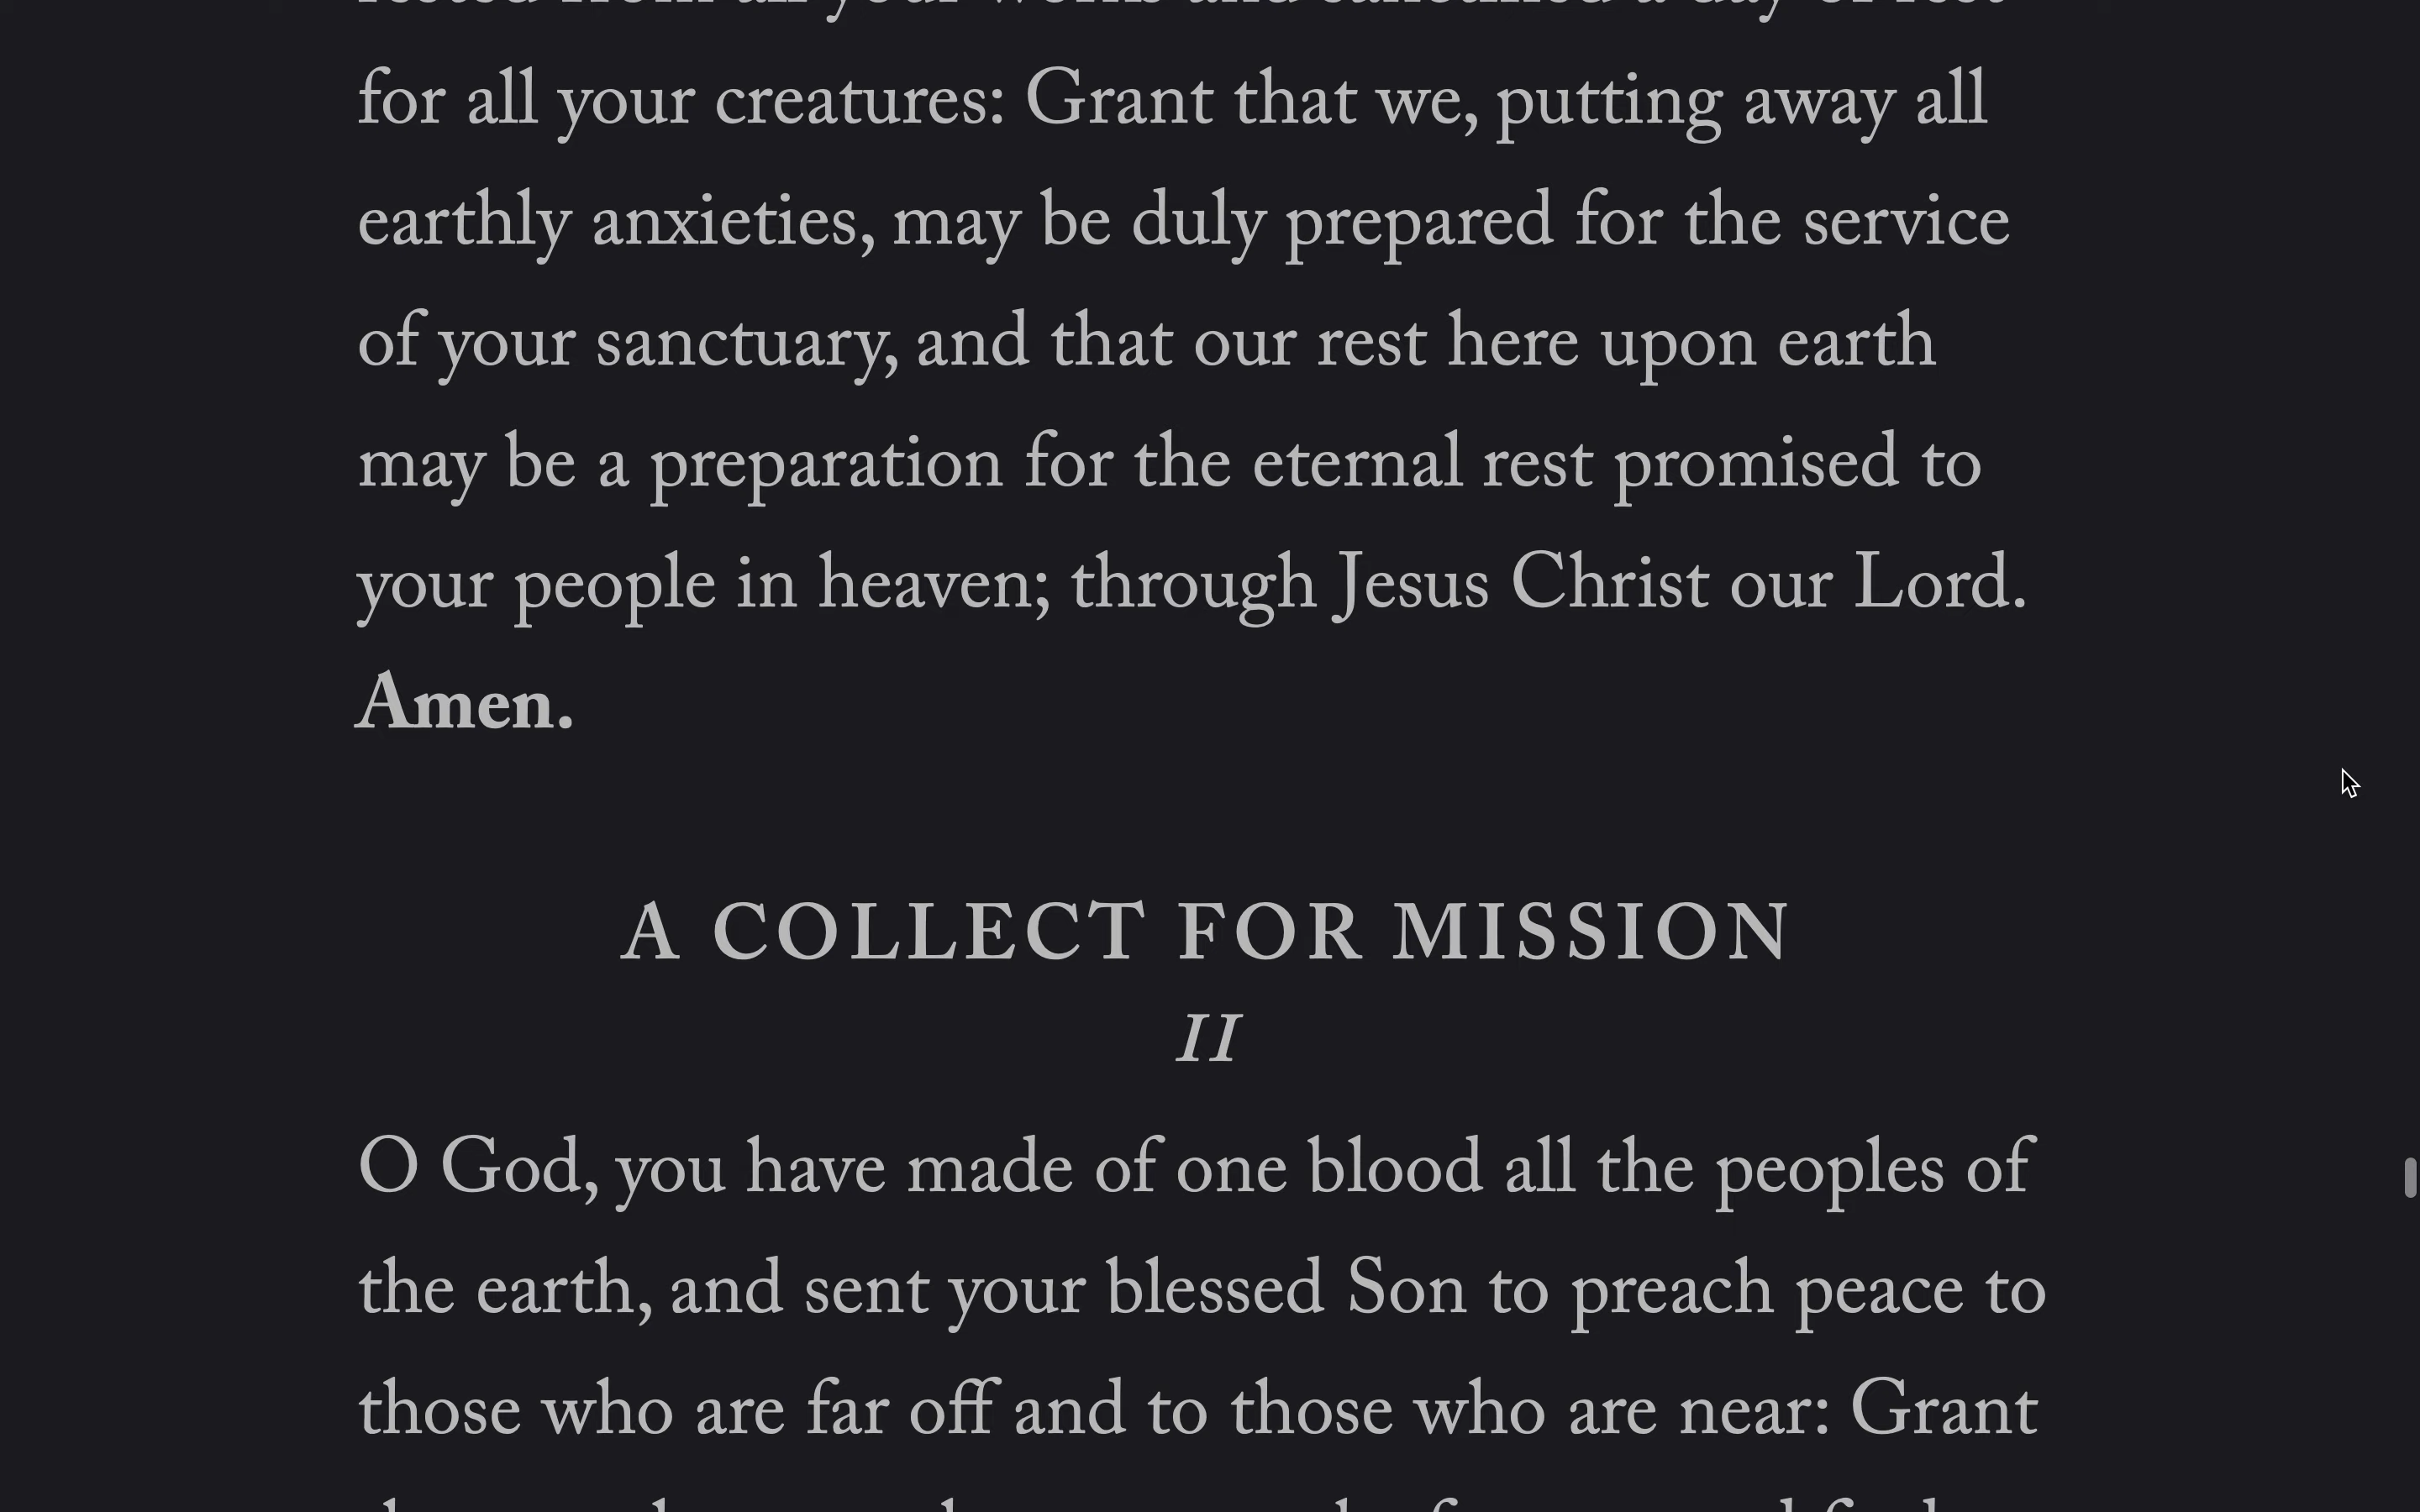 for all your creatures: Grant that we, putting away all
earthly anxieties, may be duly prepared for the service
of your sanctuary, and that our rest here upon earth
may be a preparation for the eternal rest promised to
your people in heaven; through Jesus Christ our Lord.
Amen.
A COLLECT FOR MISSION
II
O God, you have made of one blood all the peoples of
the earth, and sent your blessed Son to preach peace to
those who are far off and to those who are near: Grant